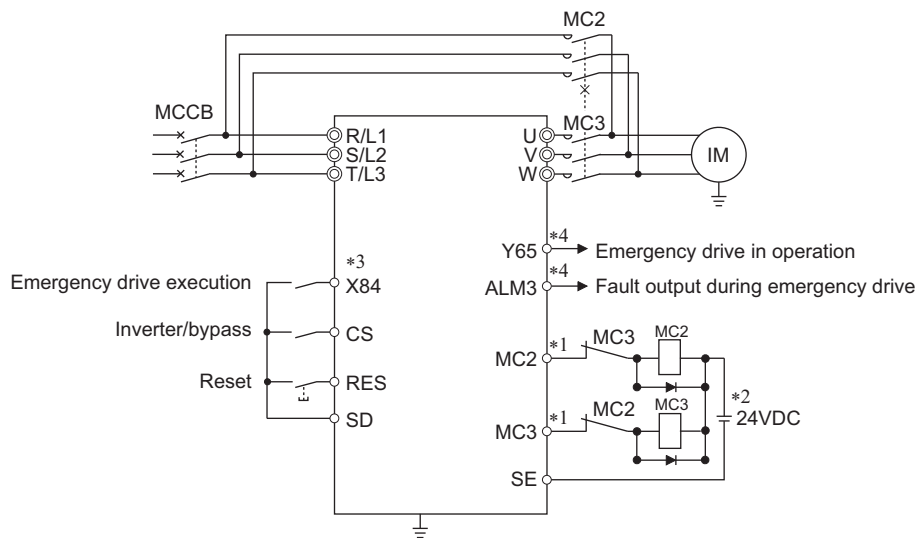 MC2
MCCB
MC3
R/L1
S/L2
T/L3
U
V
W
IM
*3
X84
Emergency drive execution
Inverter/bypass
CS
Reset
RES
SD
Y65
*4
Emergency drive in operation
ALM3
*4
Fault output during emergency drive
MC2
*1
MC3
MC2
MC3
*1
MC2
MC3
*2
24VDC
SE